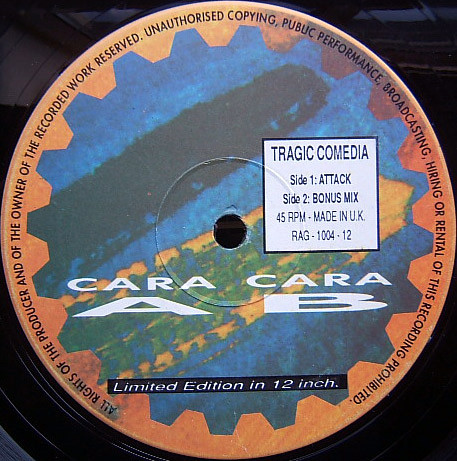 ALL RIGHTS OF THE PRODUCER AND OF THE OWNER OF THE RECORDED WORK RESERVED. UNAUTHORISED COPYING, PUBLIC PERFORMANCE, BROADCASTING, HIRING OR RENTAL OF THIS RECORDING PROHIBITED.
TRAGIC COMEDIA
Side 1: ATTACK
Side 2: BONUS MIX
45 RPM - MADE IN U.K.
RAG - 1004 - 12
CARA CARA
A B
Limited Edition in 12 inch.